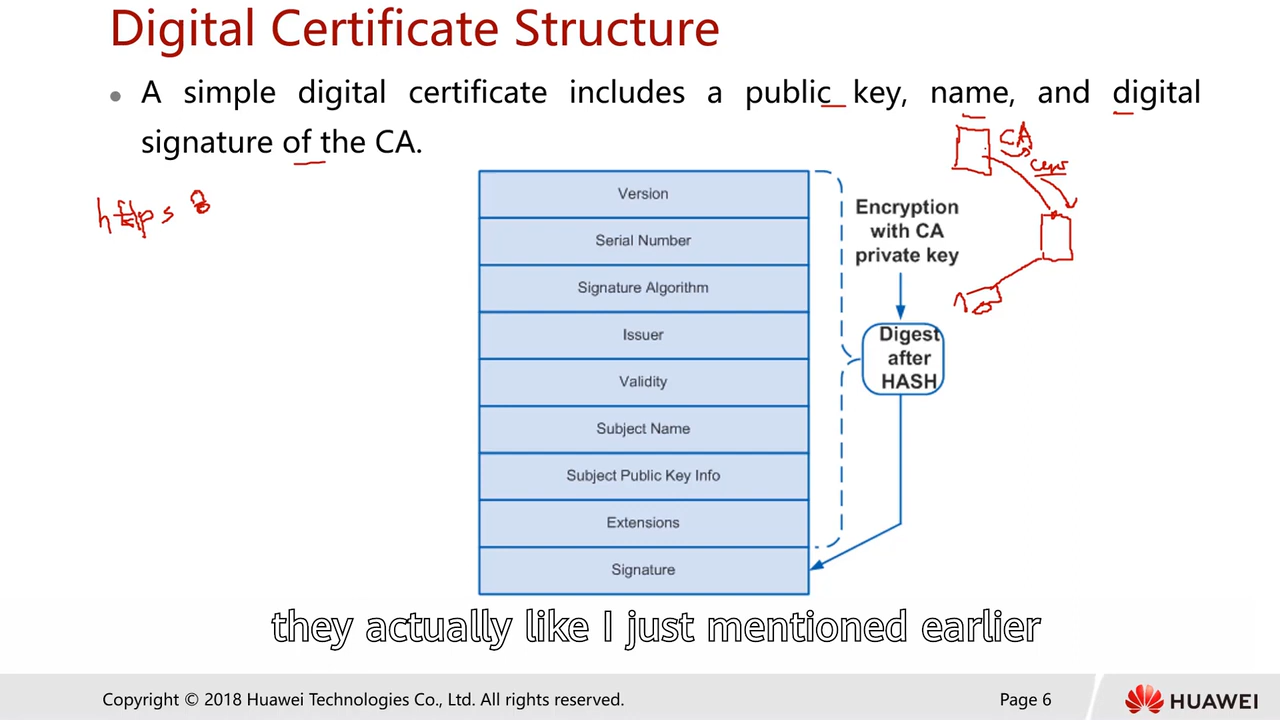 Digital Certificate Structure
• A simple digital certificate includes a public key, name, and digital
signature of the CA.
CA
https
Version
Serial Number
Signature Algorithm
Issuer
Validity
Subject Name
Subject Public Key Info
Extensions
Signature
Encryption
with CA
private key
Digest
after
HASH
they actually like I just mentioned earlier
Copyright © 2018 Huawei Technologies Co., Ltd. All rights reserved.
Page 6
HUAWEI